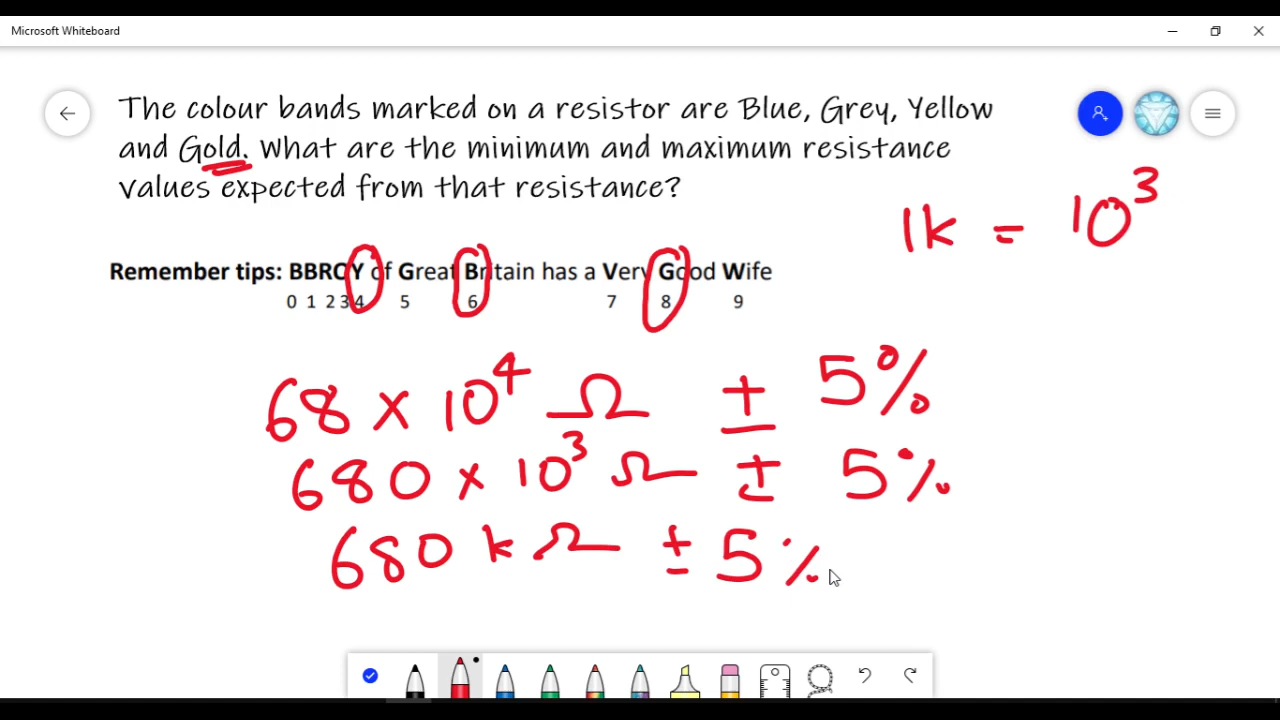 Microsoft Whiteboard
The colour bands marked on a resistor are Blue, Grey, Yellow
and Gold. What are the minimum and maximum resistance
values expected from that resistance?
1k = 10³
Remember tips: BBROY of Great Britain has a Very Good Wife
0 1 2 3 4 5 6 7 8 9
68 × 10⁴ Ω ± 5%
680 × 10³ Ω ± 5%
680 k Ω ± 5%